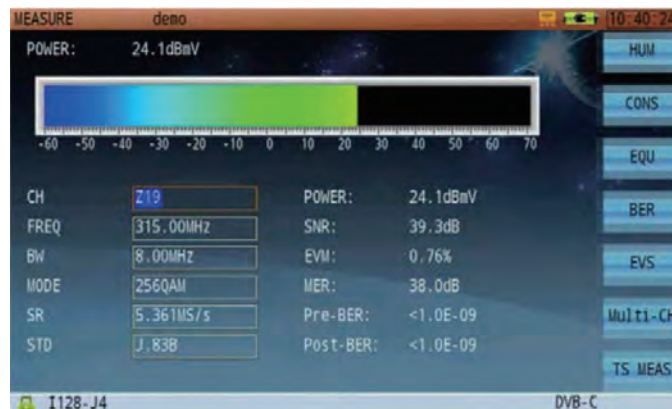 MEASURE demo 10:40:24
POWER: 24.1dBmV
HUM
CONS
-60 -50 -40 -30 -20 -10 0 10 20 30 40 50 60 70
EQU
CH Z19 POWER: 24.1dBmV
BER
FREQ 315.00MHz SNR: 39.3dB
BW 8.00MHz EVM: 0.76%
EVS
MODE 256QAM MER: 38.0dB
SR 5.361MS/s Pre-BER: <1.0E-09
Multi-CH
STD J.83B Post-BER: <1.0E-09
TS MEAS
I128-J4 DVB-C